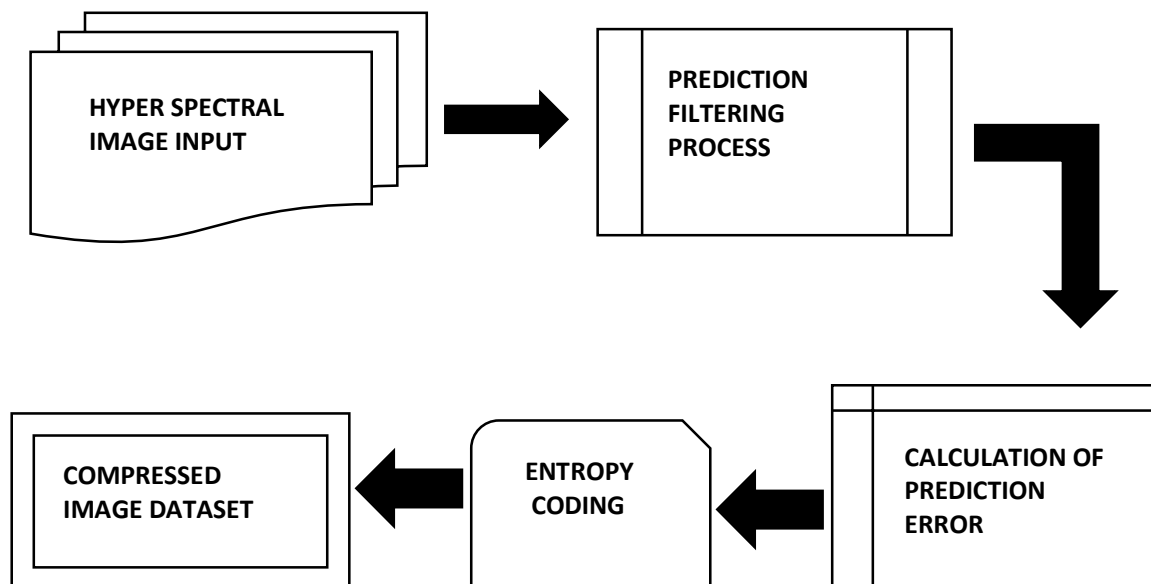 HYPER SPECTRAL
IMAGE INPUT
PREDICTION
FILTERING
PROCESS
CALCULATION OF
PREDICTION
ERROR
ENTROPY
CODING
COMPRESSED
IMAGE DATASET